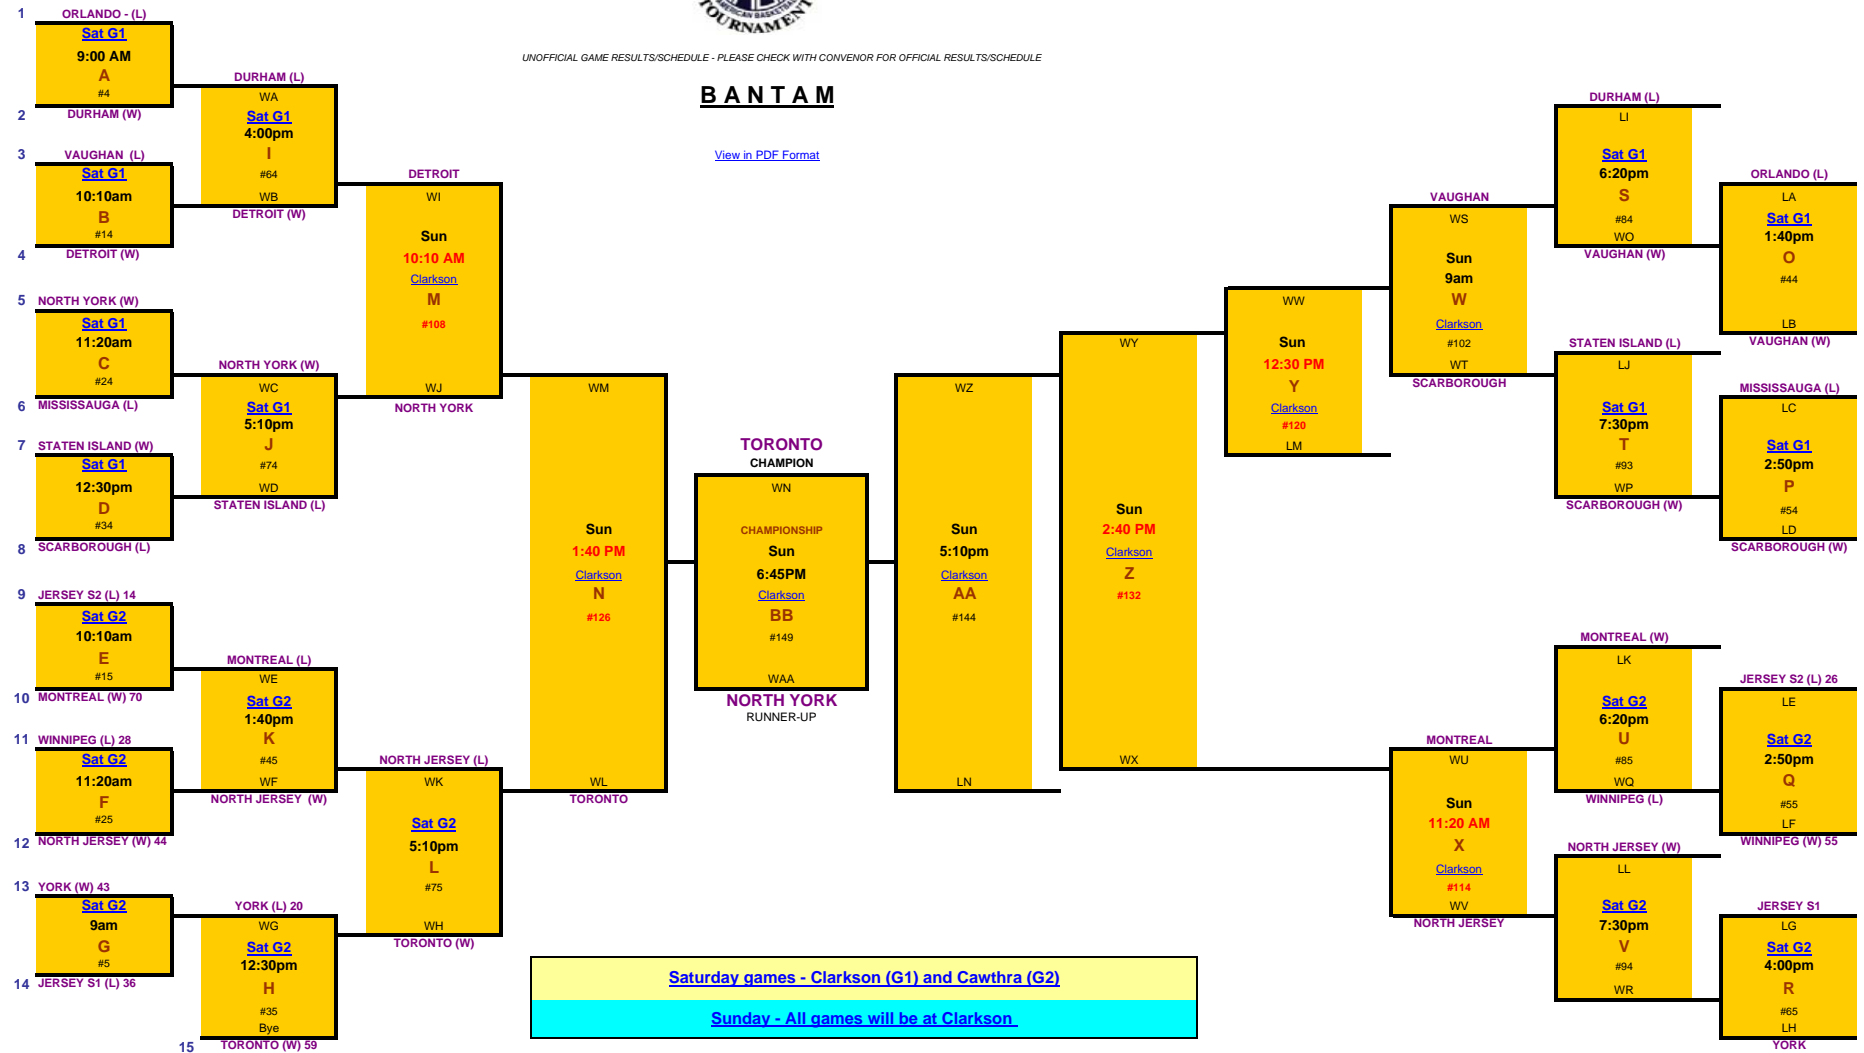 AMERICAN BASKETBALL
TOURNAMENT
UNOFFICIAL GAME RESULTS/SCHEDULE - PLEASE CHECK WITH CONVENOR FOR OFFICIAL RESULTS/SCHEDULE
B A N T A M
View in PDF Format
1
ORLANDO - (L)
Sat G1
9:00 AM
A
#4
2
DURHAM (W)
3
VAUGHAN (L)
Sat G1
10:10am
B
#14
4
DETROIT (W)
5
NORTH YORK (W)
Sat G1
11:20am
C
#24
6
MISSISSAUGA (L)
7
STATEN ISLAND (W)
Sat G1
12:30pm
D
#34
8
SCARBOROUGH (L)
9
JERSEY S2 (L) 14
Sat G2
10:10am
E
#15
10
MONTREAL (W) 70
11
WINNIPEG (L) 28
Sat G2
11:20am
F
#25
12
NORTH JERSEY (W) 44
13
YORK (W) 43
Sat G2
9am
G
#5
14
JERSEY S1 (L) 36
DURHAM (L)
WA
Sat G1
4:00pm
I
#64
WB
DETROIT (W)
NORTH YORK (W)
WC
Sat G1
5:10pm
J
#74
WD
STATEN ISLAND (L)
MONTREAL (L)
WE
Sat G2
1:40pm
K
#45
WF
NORTH JERSEY (W)
YORK (L) 20
WG
Sat G2
12:30pm
H
#35
Bye
15
TORONTO (W) 59
DETROIT
WI
Sun
10:10 AM
Clarkson
M
#108
WJ
NORTH YORK
NORTH JERSEY (L)
WK
Sat G2
5:10pm
L
#75
WH
TORONTO (W)
WM
Sun
1:40 PM
Clarkson
N
#126
WL
TORONTO
TORONTO
CHAMPION
WN
CHAMPIONSHIP
Sun
6:45PM
Clarkson
BB
#149
WAA
NORTH YORK
RUNNER-UP
WZ
Sun
5:10pm
Clarkson
AA
#144
LN
WY
Sun
2:40 PM
Clarkson
Z
#132
WX
WW
Sun
12:30 PM
Y
Clarkson
#120
LM
VAUGHAN
WS
Sun
9am
W
Clarkson
#102
WT
SCARBOROUGH
MONTREAL
WU
Sun
11:20 AM
X
Clarkson
#114
WV
NORTH JERSEY
DURHAM (L)
LI
Sat G1
6:20pm
S
#84
WO
VAUGHAN (W)
STATEN ISLAND (L)
LJ
Sat G1
7:30pm
T
#93
WP
SCARBOROUGH (W)
MONTREAL (W)
LK
Sat G2
6:20pm
U
#85
WQ
WINNIPEG (L)
NORTH JERSEY (W)
LL
Sat G2
7:30pm
V
#94
WR
ORLANDO (L)
LA
Sat G1
1:40pm
O
#44
LB
VAUGHAN (W)
MISSISSAUGA (L)
LC
Sat G1
2:50pm
P
#54
LD
SCARBOROUGH (W)
JERSEY S2 (L) 26
LE
Sat G2
2:50pm
Q
#55
LF
WINNIPEG (W) 55
JERSEY S1
LG
Sat G2
4:00pm
R
#65
LH
YORK
Saturday games - Clarkson (G1) and Cawthra (G2)
Sunday - All games will be at Clarkson